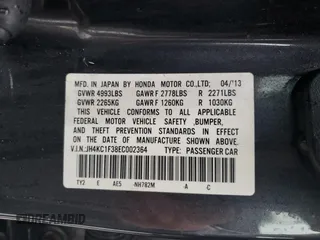 MFD. IN JAPAN BY HONDA MOTOR CO.,LTD. 04/'13
GVWR 4993LBS GAWR F 2778LBS R 2271LBS
GVWR 2265KG GAWR F 1260KG R 1030KG
THIS VEHICLE CONFORMS TO ALL APPLICABLE
FEDERAL MOTOR VEHICLE SAFETY ,BUMPER,
AND THEFT PREVENTION STANDARDS IN EFFECT ON THE
DATE OF MANUFACTURE SHOWN ABOVE.
V.I.N.:JH4KC1F38EC002364 TYPE: PASSENGER CAR
TY2 E AE5 -NH782M -A C